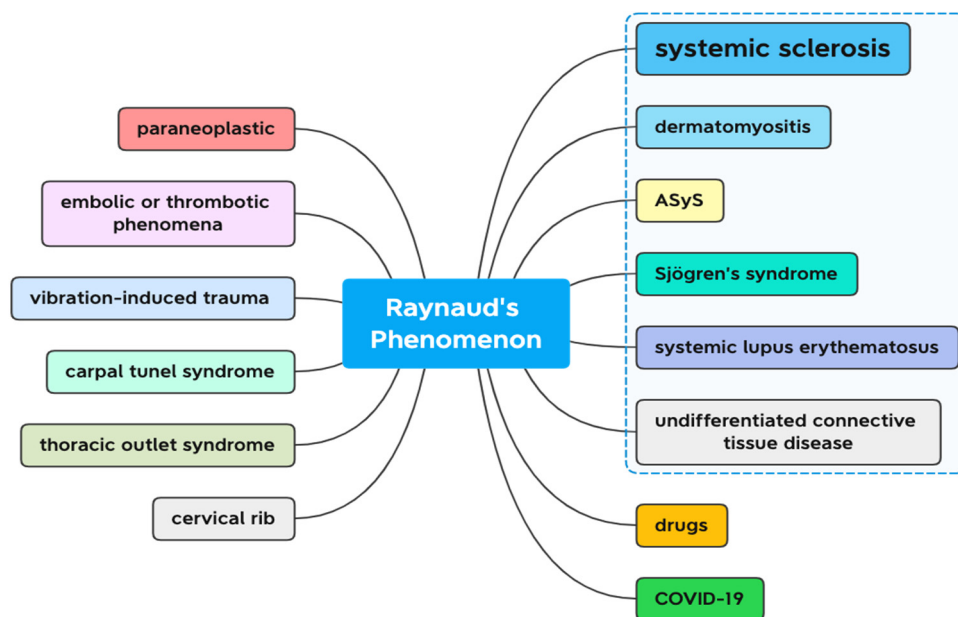 systemic sclerosis
paraneoplastic
dermatomyositis
embolic or thrombotic
phenomena
ASyS
vibration-induced trauma
Sjögren's syndrome
Raynaud's
Phenomenon
carpal tunel syndrome
systemic lupus erythematosus
thoracic outlet syndrome
undifferentiated connective
tissue disease
cervical rib
drugs
COVID-19